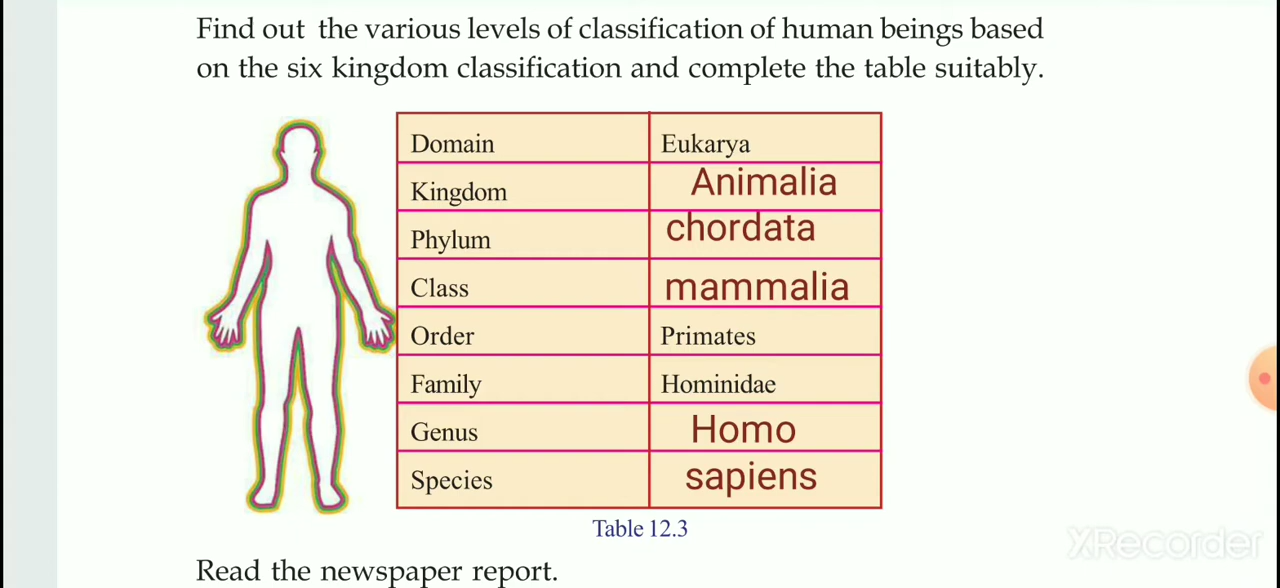 Find out the various levels of classification of human beings based
on the six kingdom classification and complete the table suitably.
Domain Eukarya
Kingdom Animalia
Phylum chordata
Class mammalia
Order Primates
Family Hominidae
Genus Homo
Species sapiens
Table 12.3
Read the newspaper report.
XRecorder